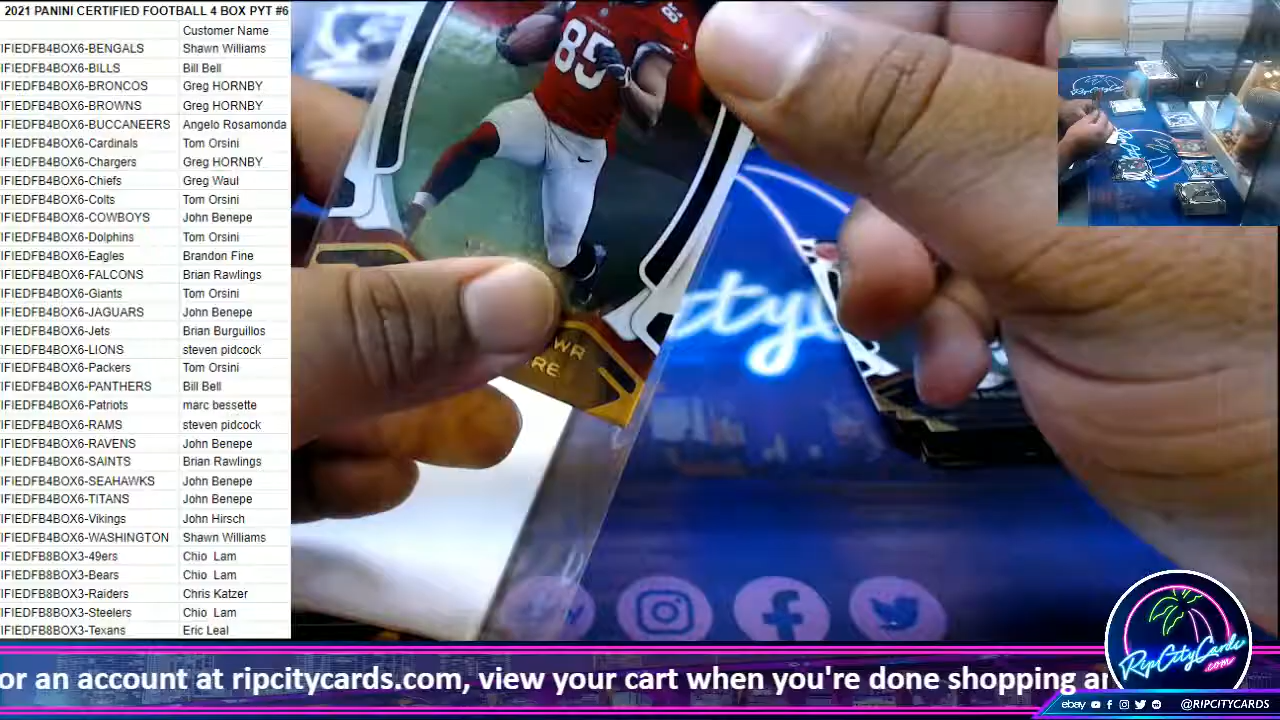 2021 PANINI CERTIFIED FOOTBALL 4 BOX PYT #6
Customer Name
IFIEDFB4BOX6-BENGALS Shawn Williams
IFIEDFB4BOX6-BILLS Bill Bell
IFIEDFB4BOX6-BRONCOS Greg HORNBY
IFIEDFB4BOX6-BROWNS Greg HORNBY
IFIEDFB4BOX6-BUCCANEERS Angelo Rosamonda
IFIEDFB4BOX6-Cardinals Tom Orsini
IFIEDFB4BOX6-Chargers Greg HORNBY
IFIEDFB4BOX6-Chiefs Greg Waul
IFIEDFB4BOX6-Colts Tom Orsini
IFIEDFB4BOX6-COWBOYS John Benepe
IFIEDFB4BOX6-Dolphins Tom Orsini
IFIEDFB4BOX6-Eagles Brandon Fine
IFIEDFB4BOX6-FALCONS Brian Rawlings
IFIEDFB4BOX6-Giants Tom Orsini
IFIEDFB4BOX6-JAGUARS John Benepe
IFIEDFB4BOX6-Jets Brian Burguillos
IFIEDFB4BOX6-LIONS steven pidcock
IFIEDFB4BOX6-Packers Tom Orsini
IFIEDFB4BOX6-PANTHERS Bill Bell
IFIEDFB4BOX6-Patriots marc bessette
IFIEDFB4BOX6-RAMS steven pidcock
IFIEDFB4BOX6-RAVENS John Benepe
IFIEDFB4BOX6-SAINTS Brian Rawlings
IFIEDFB4BOX6-SEAHAWKS John Benepe
IFIEDFB4BOX6-TITANS John Benepe
IFIEDFB4BOX6-Vikings John Hirsch
IFIEDFB4BOX6-WASHINGTON Shawn Williams
IFIEDFB8BOX3-49ers Chio Lam
IFIEDFB8BOX3-Bears Chio Lam
IFIEDFB8BOX3-Raiders Chris Katzer
IFIEDFB8BOX3-Steelers Chio Lam
IFIEDFB8BOX3-Texans Eric Leal
85
WR
RE
ity
or an account at ripcitycards.com, view your cart when you're done shopping ar
RipCityCards
.com
ebay @RIPCITYCARDS